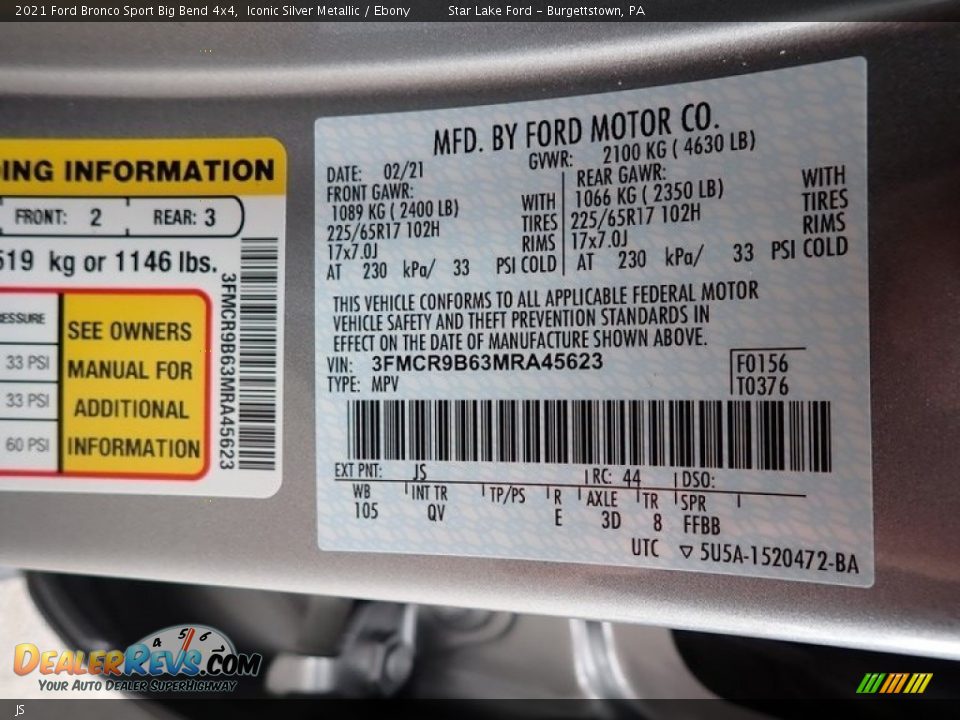 2021 Ford Bronco Sport Big Bend 4x4,  Iconic Silver Metallic / Ebony
Star Lake Ford - Burgettstown, PA
ING INFORMATION
FRONT: 2
REAR: 3
519 kg or 1146 lbs.
3FMCR9B63MRA45623
ESSURE
33 PSI
33 PSI
60 PSI
SEE OWNERS
MANUAL FOR
ADDITIONAL
INFORMATION
MFD. BY FORD MOTOR CO.
DATE: 02/21
GVWR: 2100 KG ( 4630 LB)
FRONT GAWR:
1089 KG ( 2400 LB)
WITH
225/65R17 102H
TIRES
17x7.0J
RIMS
AT 230 kPa/ 33 PSI COLD
REAR GAWR:
1066 KG ( 2350 LB)
WITH
225/65R17 102H
TIRES
17x7.0J
RIMS
AT 230 kPa/ 33 PSI COLD
THIS VEHICLE CONFORMS TO ALL APPLICABLE FEDERAL MOTOR
VEHICLE SAFETY AND THEFT PREVENTION STANDARDS IN
EFFECT ON THE DATE OF MANUFACTURE SHOWN ABOVE.
VIN: 3FMCR9B63MRA45623
TYPE: MPV
F0156
T0376
EXT PNT: JS
RC: 44
DSO:
WB
INT TR
TP/PS
R
AXLE
TR
SPR
105
QV
E
3D
8
FFBB
UTC
5U5A-1520472-BA
4 5 6
DealerRevs.com
Your Auto Dealer SuperHighway
JS